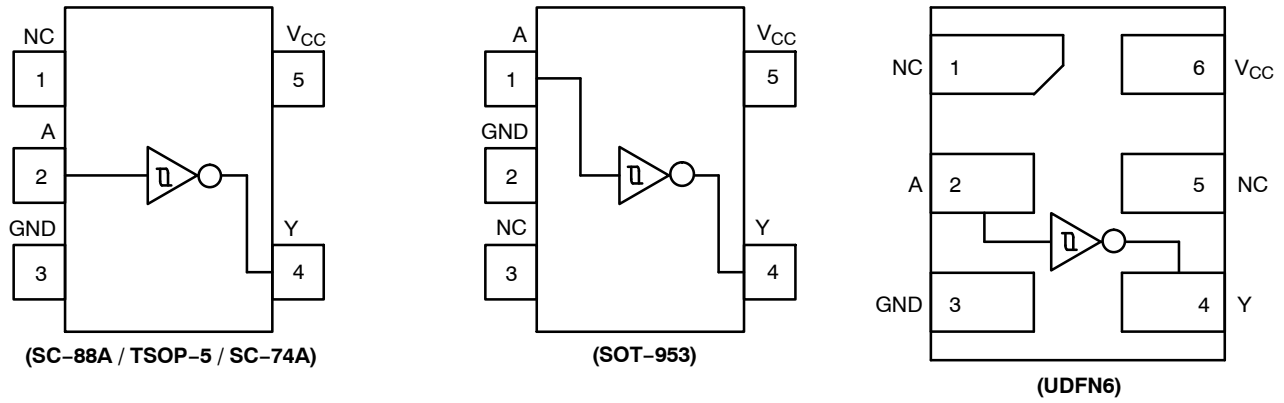 NC
1
A
2
GND
3
VCC
5
Y
4
(SC–88A / TSOP–5 / SC–74A)
A
1
GND
2
NC
3
VCC
5
Y
4
(SOT–953)
NC 1
A 2
GND 3
6 VCC
5 NC
4 Y
(UDFN6)